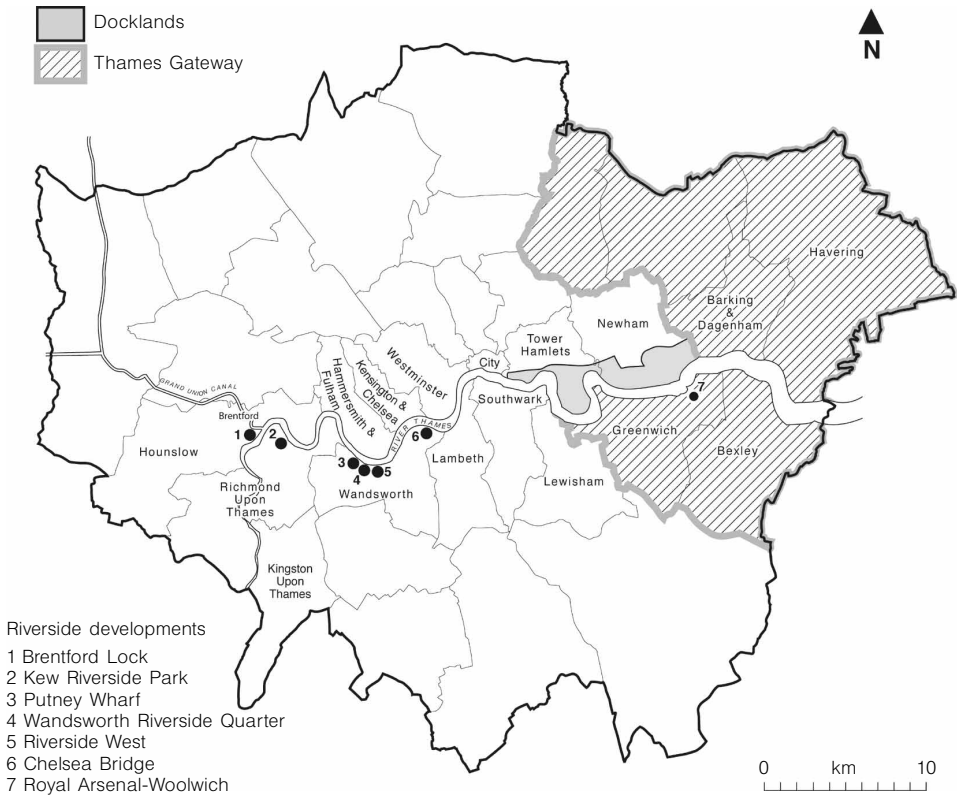 Docklands
Thames Gateway
N
Havering
Barking
&
Dagenham
Newham
Tower
Hamlets
City
Westminster
Kensington &
Chelsea
Hammersmith &
Fulham
GRAND UNION CANAL
Brentford
RIVER THAMES
Southwark
1
2
3
4
5
6
7
Hounslow
Richmond
Upon
Thames
Wandsworth
Lambeth
Lewisham
Greenwich
Bexley
Kingston
Upon
Thames
Riverside developments
1 Brentford Lock
2 Kew Riverside Park
3 Putney Wharf
4 Wandsworth Riverside Quarter
5 Riverside West
6 Chelsea Bridge
7 Royal Arsenal-Woolwich
0 km 10